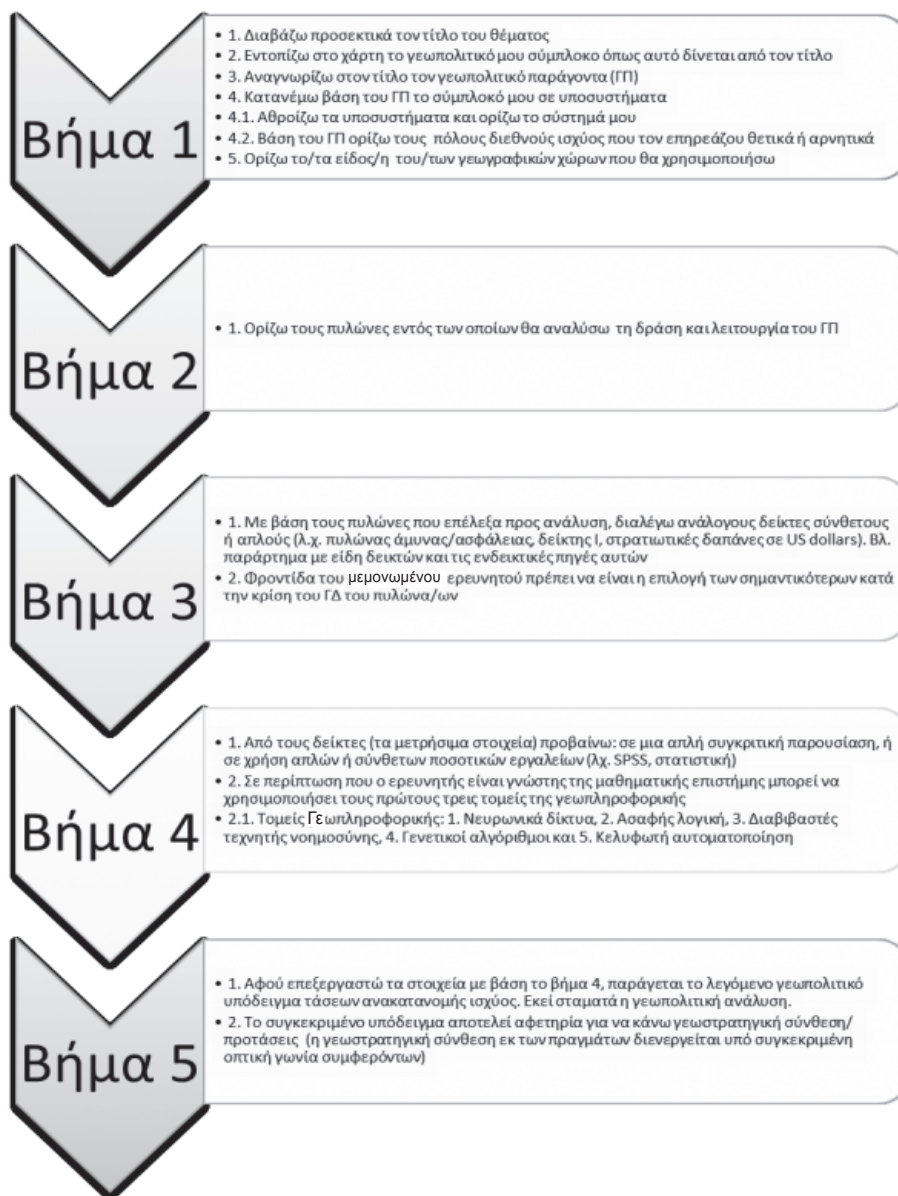 Βήμα 1
• 1. Διαβάζω προσεκτικά τον τίτλο του θέματος
• 2. Εντοπίζω στο χάρτη το γεωπολιτικό μου σύμπλοκο όπως αυτό δίνεται από τον τίτλο
• 3. Αναγνωρίζω στον τίτλο τον γεωπολιτικό παράγοντα (ΓΠ)
• 4. Κατανέμω βάση του ΓΠ το σύμπλοκό μου σε υποσυστήματα
• 4.1. Αθροίζω τα υποσυστήματα και ορίζω το σύστημά μου
• 4.2. Βάση του ΓΠ ορίζω τους πόλους διεθνούς ισχύος που τον επηρεάζου θετικά ή αρνητικά
• 5. Ορίζω το/τα είδος/η του/των γεωγραφικών χώρων που θα χρησιμοποιήσω
Βήμα 2
• 1. Ορίζω τους πυλώνες εντός των οποίων θα αναλύσω τη δράση και λειτουργία του ΓΠ
Βήμα 3
• 1. Με βάση τους πυλώνες που επέλεξα προς ανάλυση, διαλέγω ανάλογους δείκτες σύνθετους
ή απλούς (λ.χ. πυλώνας άμυνας/ασφάλειας, δείκτης Ι, στρατιωτικές δαπάνες σε US dollars). Βλ.
παράρτημα με είδη δεικτών και τις ενδεικτικές πηγές αυτών
• 2. Φροντίδα του μεμονωμένου ερευνητού πρέπει να είναι η επιλογή των σημαντικότερων κατά
την κρίση του ΓΔ του πυλώνα/ων
Βήμα 4
• 1. Από τους δείκτες (τα μετρήσιμα στοιχεία) προβαίνω: σε μια απλή συγκριτική παρουσίαση, ή
σε χρήση απλών ή σύνθετων ποσοτικών εργαλείων (λχ. SPSS, στατιστική)
• 2. Σε περίπτωση που ο ερευνητής είναι γνώστης της μαθηματικής επιστήμης μπορεί να
χρησιμοποιήσει τους πρώτους τρεις τομείς της γεωπληροφορικής
• 2.1. Τομείς Γεωπληροφορικής: 1. Νευρωνικά δίκτυα, 2. Ασαφής λογική, 3. Διαβιβαστές
τεχνητής νοημοσύνης, 4. Γενετικοί αλγόριθμοι και 5. Κελυφωτή αυτοματοποίηση
Βήμα 5
• 1. Αφού επεξεργαστώ τα στοιχεία με βάση το βήμα 4, παράγεται το λεγόμενο γεωπολιτικό
υπόδειγμα τάσεων ανακατανομής ισχύος. Εκεί σταματά η γεωπολιτική ανάλυση.
• 2. Το συγκεκριμένο υπόδειγμα αποτελεί αφετηρία για να κάνω γεωστρατηγική σύνθεση/
προτάσεις (η γεωστρατηγική σύνθεση εκ των πραγμάτων διενεργείται υπό συγκεκριμένη
οπτική γωνία συμφερόντων)